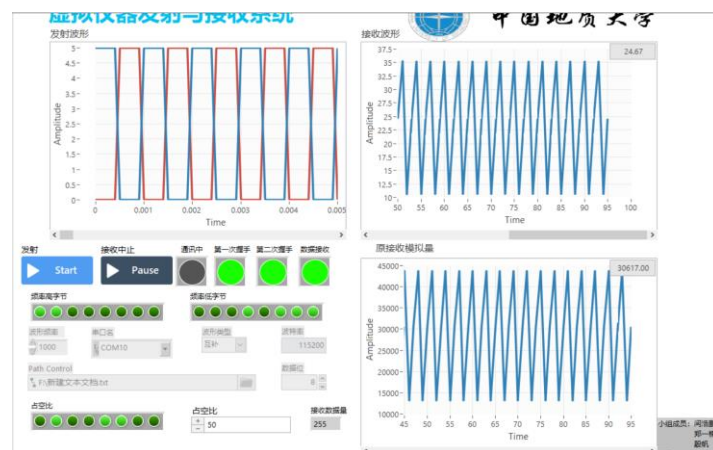 虚拟仪器发射与接收系统
中国地质大学
发射波形
接收波形
24.67
5-
4.5-
4-
3.5-
3-
2.5-
2-
1.5-
1-
0.5-
0-
Amplitude
0 0.001 0.002 0.003 0.004 0.005
Time
37.5-
35-
32.5-
30-
27.5-
25-
22.5-
20-
17.5-
15-
12.5-
10-
Amplitude
50 55 60 65 70 75 80 85 90 95 100
Time
发射 接收中止 通讯中 第一次握手 第二次握手 数据接收
Start Pause
频率高字节 频率低字节
波形频率 串口名 波形类型 波特率
1000 COM10 互补 115200
Path Control 数据位
F:\新建文本文档.txt 8
占空比 占空比 接收数据量
50 255
原接收模拟量
30617.00
45000-
40000-
35000-
30000-
25000-
20000-
15000-
10000-
Amplitude
45 50 55 60 65 70 75 80 85 90 95
Time
小组成员: